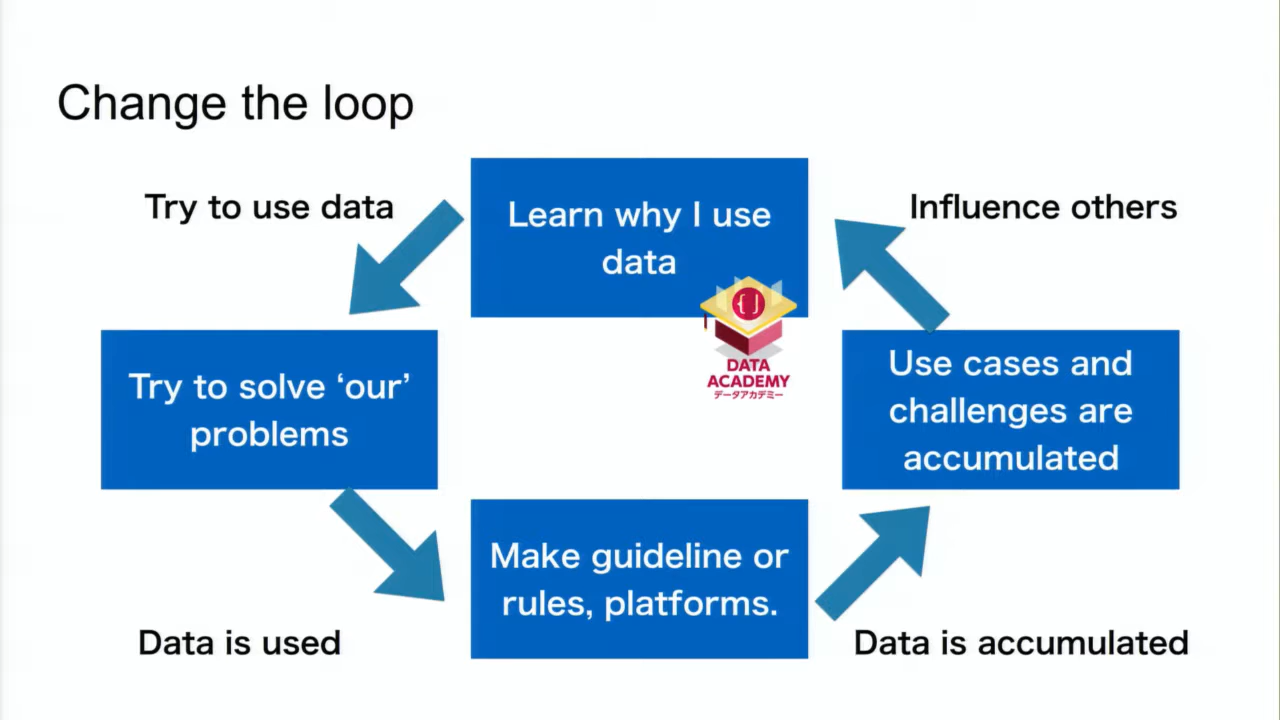 Change the loop
Try to use data
Learn why I use
data
Influence others
DATA
ACADEMY
データアカデミー
Try to solve ‘our’
problems
Use cases and
challenges are
accumulated
Make guideline or
rules, platforms.
Data is used
Data is accumulated